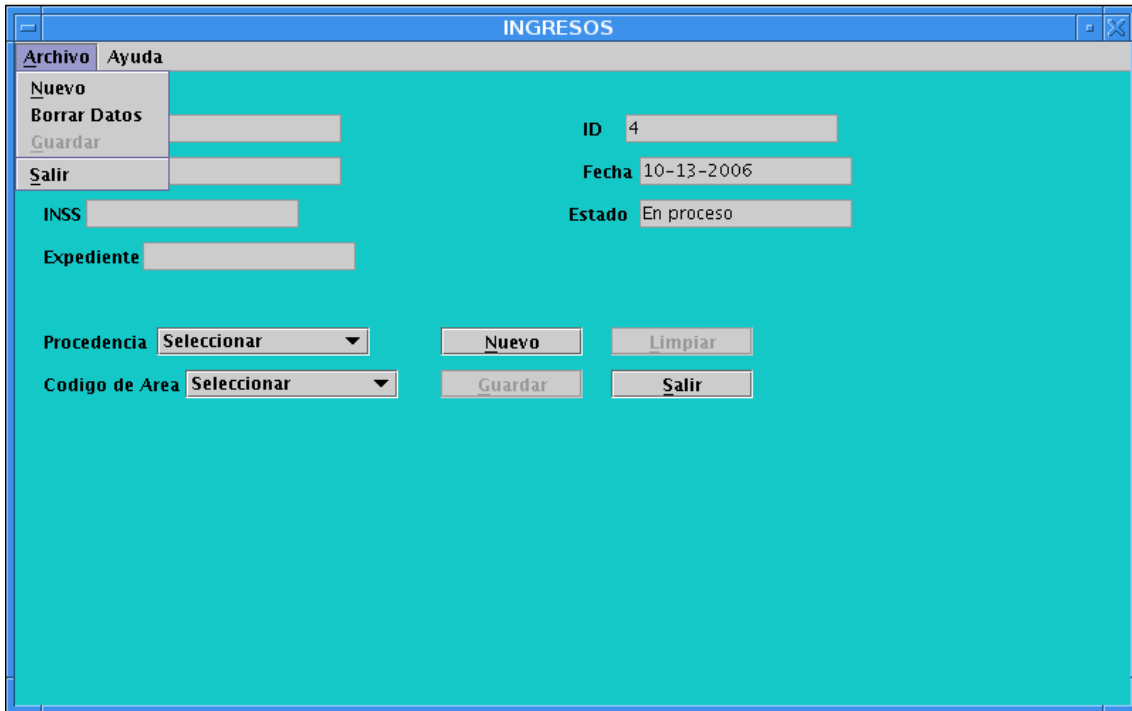 INGRESOS
Archivo Ayuda
Nuevo
Borrar Datos
Guardar
Salir
ID 4
Fecha 10-13-2006
INSS
Estado En proceso
Expediente
Procedencia Seleccionar
Nuevo Limpiar
Codigo de Area Seleccionar
Guardar Salir